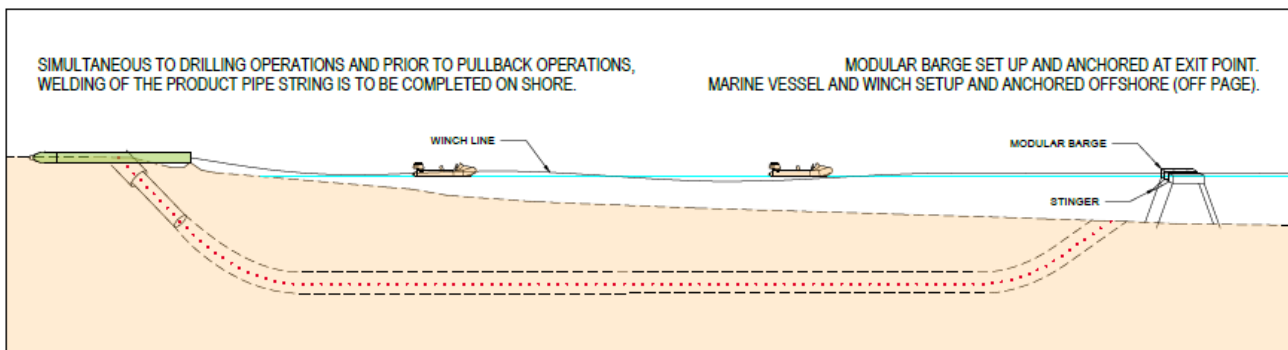 SIMULTANEOUS TO DRILLING OPERATIONS AND PRIOR TO PULLBACK OPERATIONS,
WELDING OF THE PRODUCT PIPE STRING IS TO BE COMPLETED ON SHORE.
MODULAR BARGE SET UP AND ANCHORED AT EXIT POINT.
MARINE VESSEL AND WINCH SETUP AND ANCHORED OFFSHORE (OFF PAGE).
WINCH LINE
MODULAR BARGE
STINGER